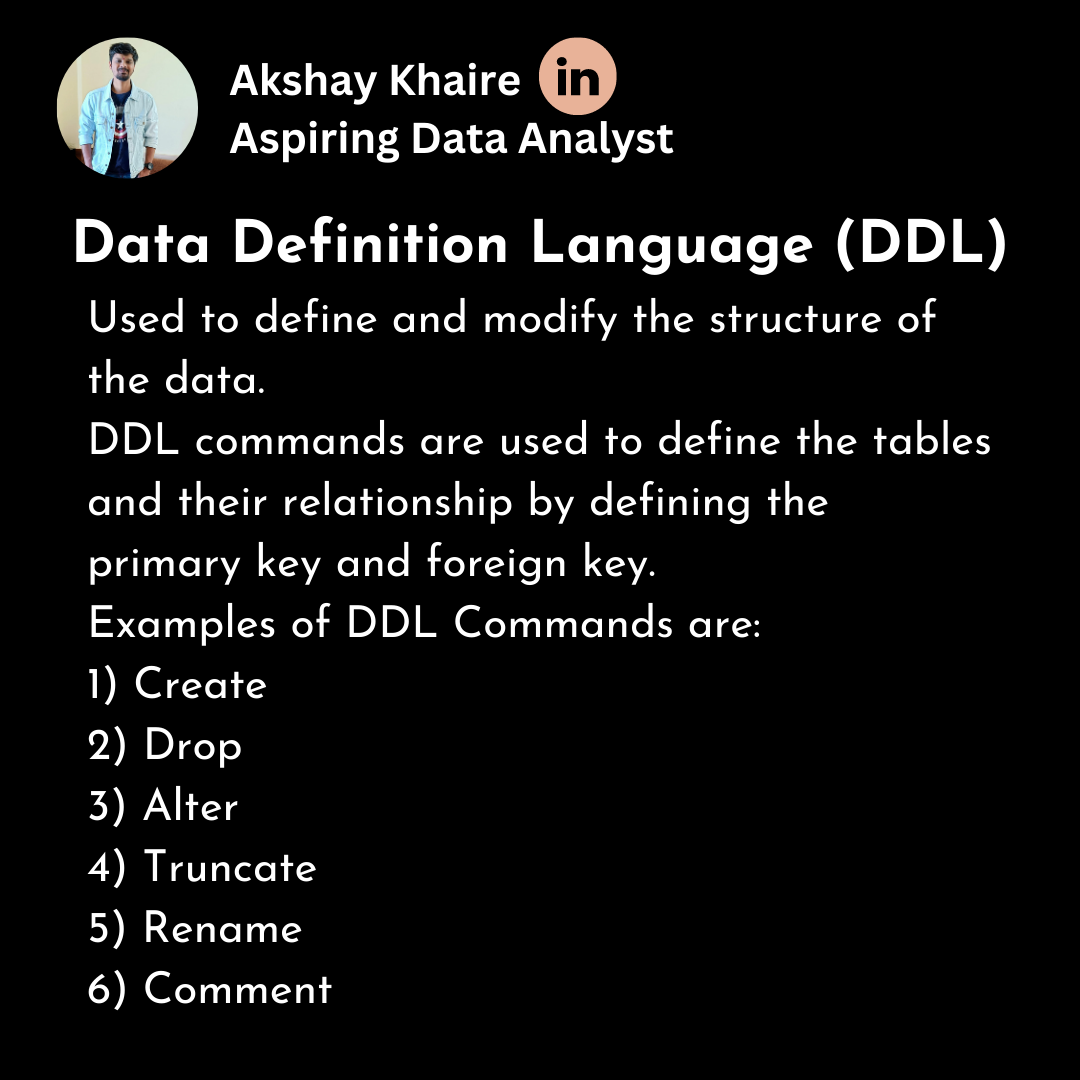 Akshay Khaire in
Aspiring Data Analyst
Data Definition Language (DDL)
Used to define and modify the structure of
the data.
DDL commands are used to define the tables
and their relationship by defining the
primary key and foreign key.
Examples of DDL Commands are:
1) Create
2) Drop
3) Alter
4) Truncate
5) Rename
6) Comment